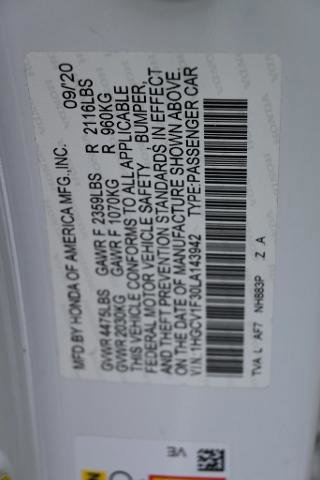 MFD BY HONDA OF AMERICA MFG.,INC. 09/20
GVWR 4475LBS GAWR F 2359LBS R 2116LBS
GVWR 2030KG GAWR F 1070KG R 960KG
THIS VEHICLE CONFORMS TO ALL APPLICABLE
FEDERAL MOTOR VEHICLE SAFETY , BUMPER,
AND THEFT PREVENTION STANDARDS IN EFFECT
ON THE DATE OF MANUFACTURE SHOWN ABOVE.
V.I.N. 1HGCV1F30LA143942 TYPE:PASSENGER CAR
TVA L AF7 NH883P Z A